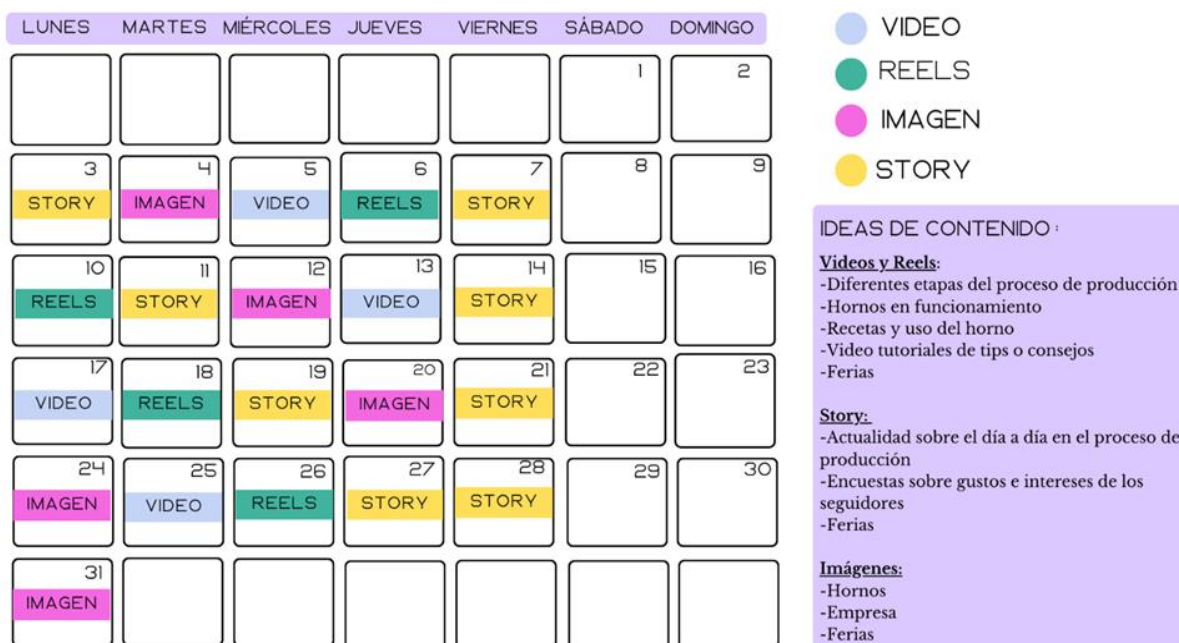 LUNES MARTES MIÉRCOLES JUEVES VIERNES SÁBADO DOMINGO
1 2
3 4 5 6 7 8 9
STORY IMAGEN VIDEO REELS STORY
10 11 12 13 14 15 16
REELS STORY IMAGEN VIDEO STORY
17 18 19 20 21 22 23
VIDEO REELS STORY IMAGEN STORY
24 25 26 27 28 29 30
IMAGEN VIDEO REELS STORY STORY
31
IMAGEN
VIDEO
REELS
IMAGEN
STORY
IDEAS DE CONTENIDO :
Videos y Reels:
-Diferentes etapas del proceso de producción
-Hornos en funcionamiento
-Recetas y uso del horno
-Video tutoriales de tips o consejos
-Ferias
Story:
-Actualidad sobre el día a día en el proceso de
producción
-Encuestas sobre gustos e intereses de los
seguidores
-Ferias
Imágenes:
-Hornos
-Empresa
-Ferias